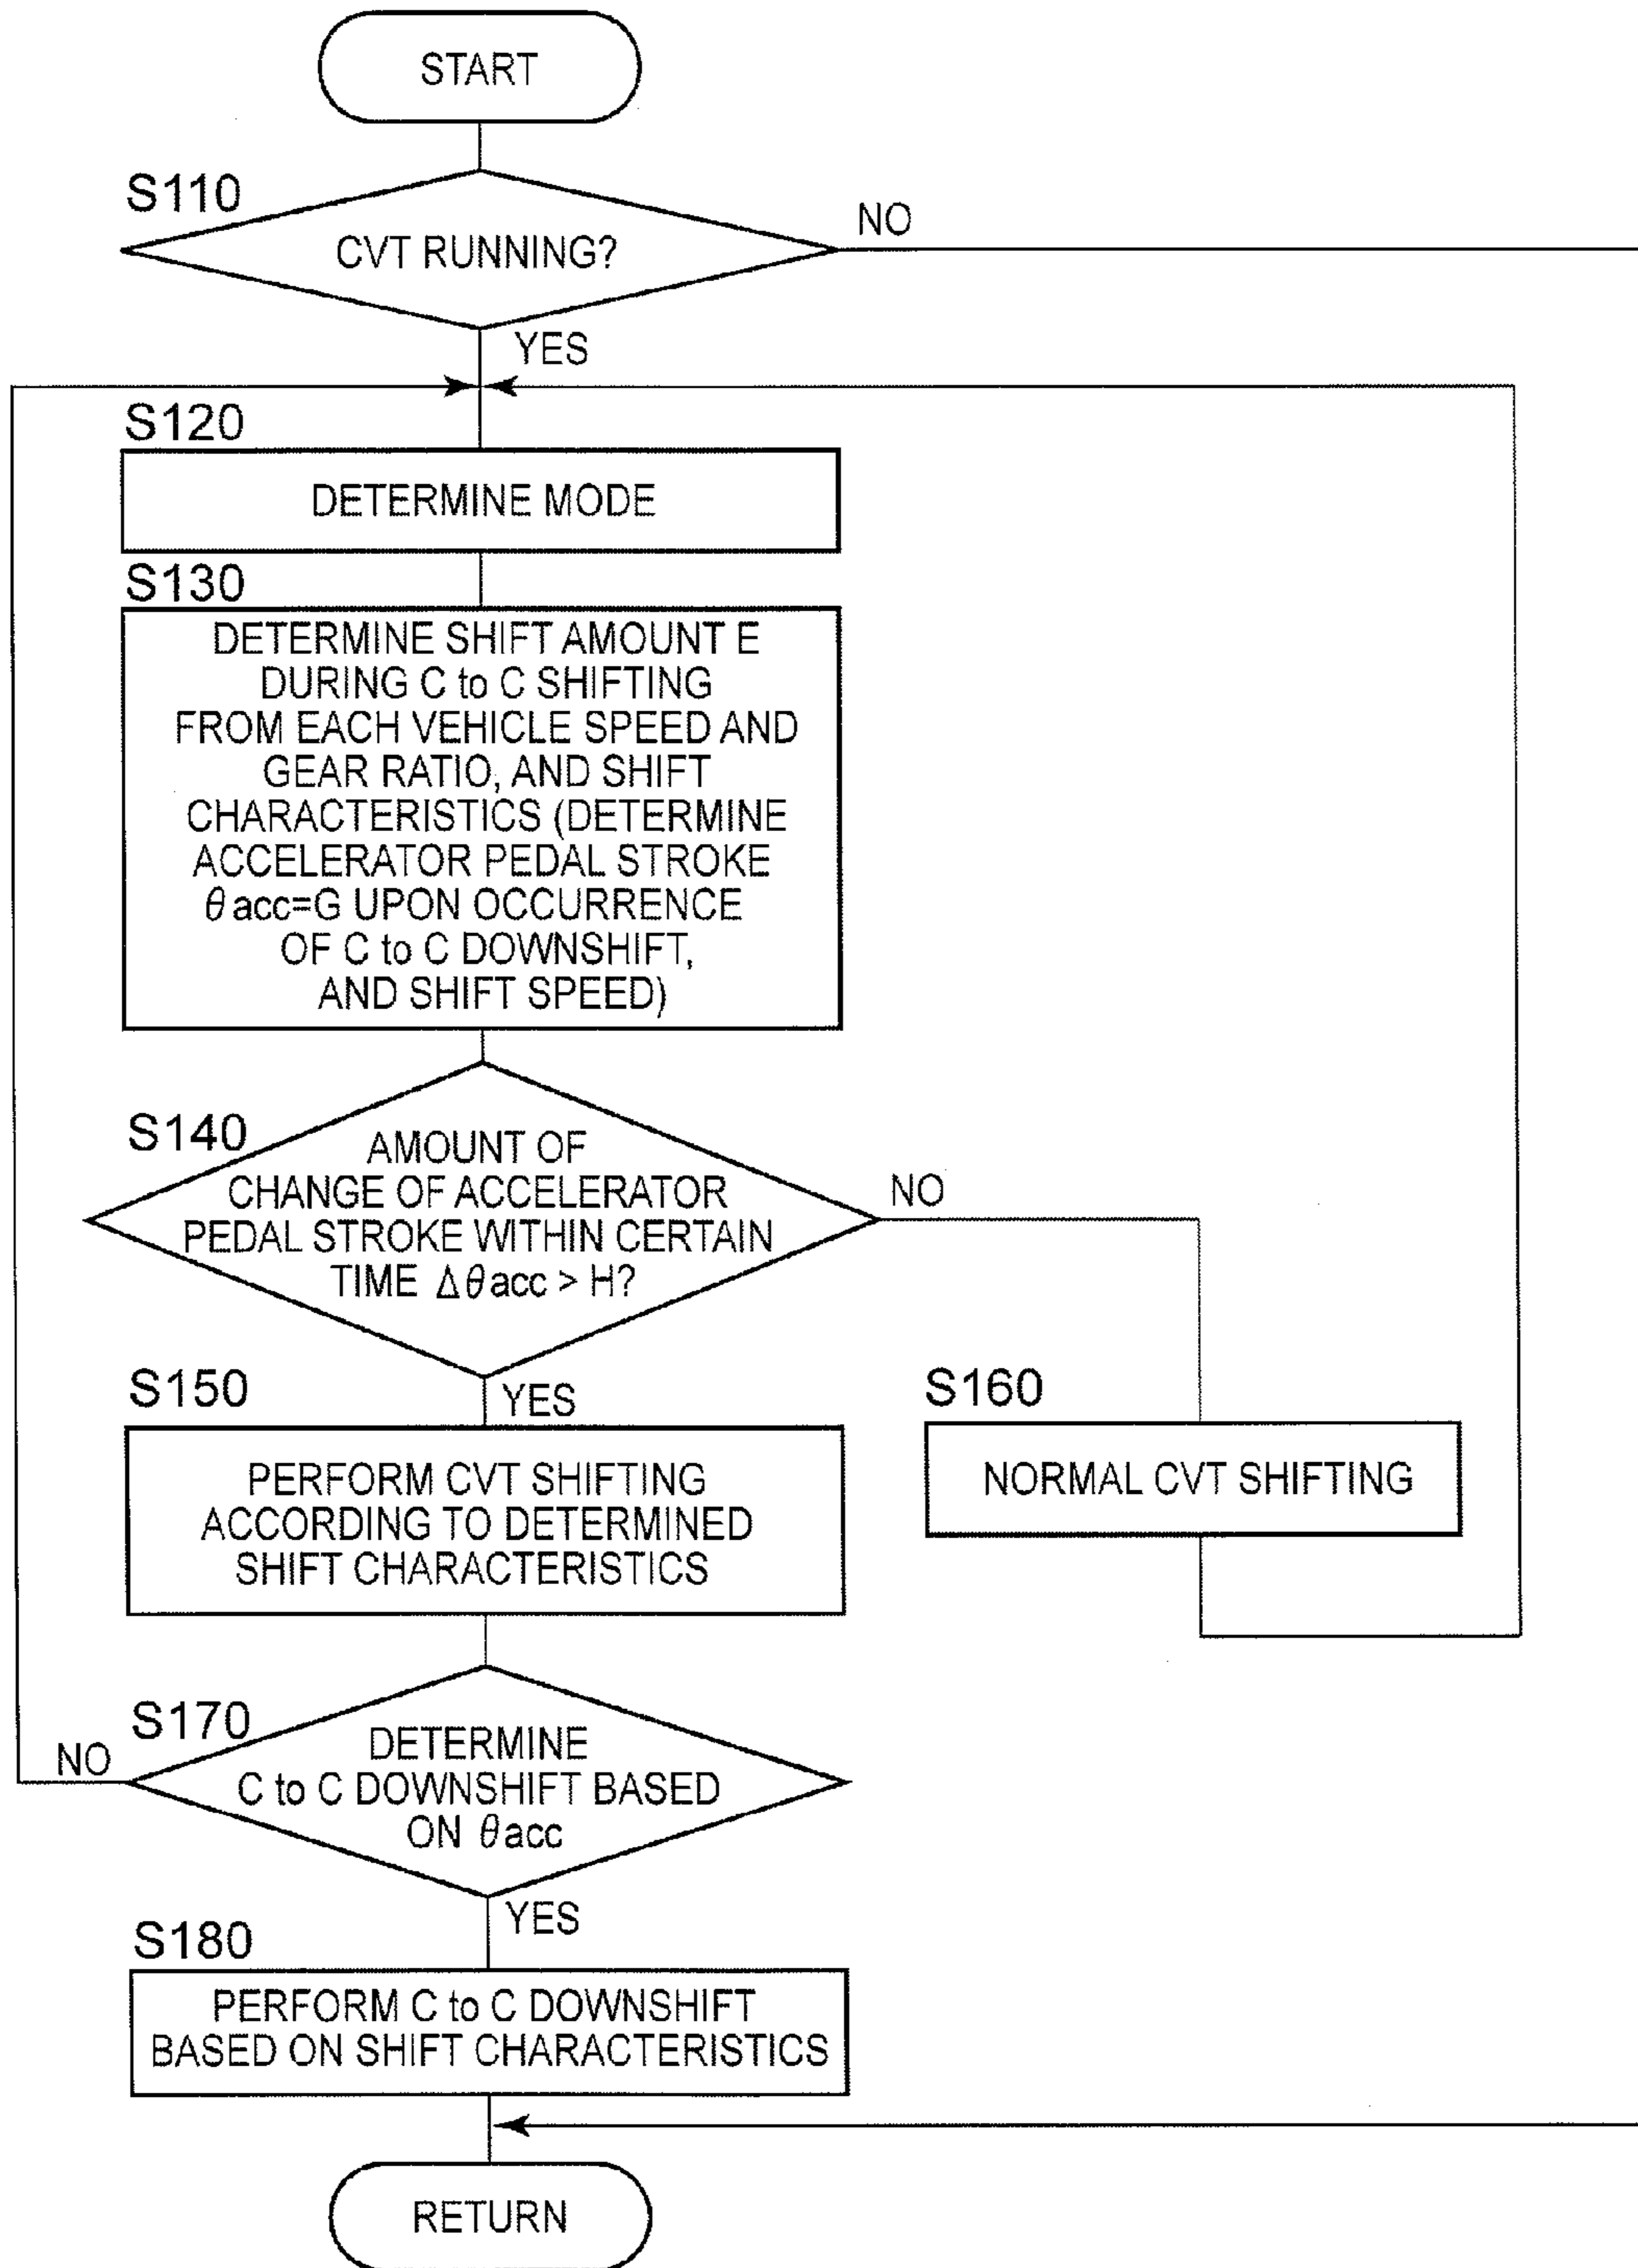 START
S110
CVT RUNNING?
NO
YES
S120
DETERMINE MODE
S130
DETERMINE SHIFT AMOUNT E
DURING C to C SHIFTING
FROM EACH VEHICLE SPEED AND
GEAR RATIO, AND SHIFT
CHARACTERISTICS (DETERMINE
ACCELERATOR PEDAL STROKE
θacc=G UPON OCCURRENCE
OF C to C DOWNSHIFT,
AND SHIFT SPEED)
S140
AMOUNT OF
CHANGE OF ACCELERATOR
PEDAL STROKE WITHIN CERTAIN
TIME Δθacc > H?
NO
YES
S150
PERFORM CVT SHIFTING
ACCORDING TO DETERMINED
SHIFT CHARACTERISTICS
S160
NORMAL CVT SHIFTING
S170
DETERMINE
C to C DOWNSHIFT BASED
ON θacc
NO
YES
S180
PERFORM C to C DOWNSHIFT
BASED ON SHIFT CHARACTERISTICS
RETURN